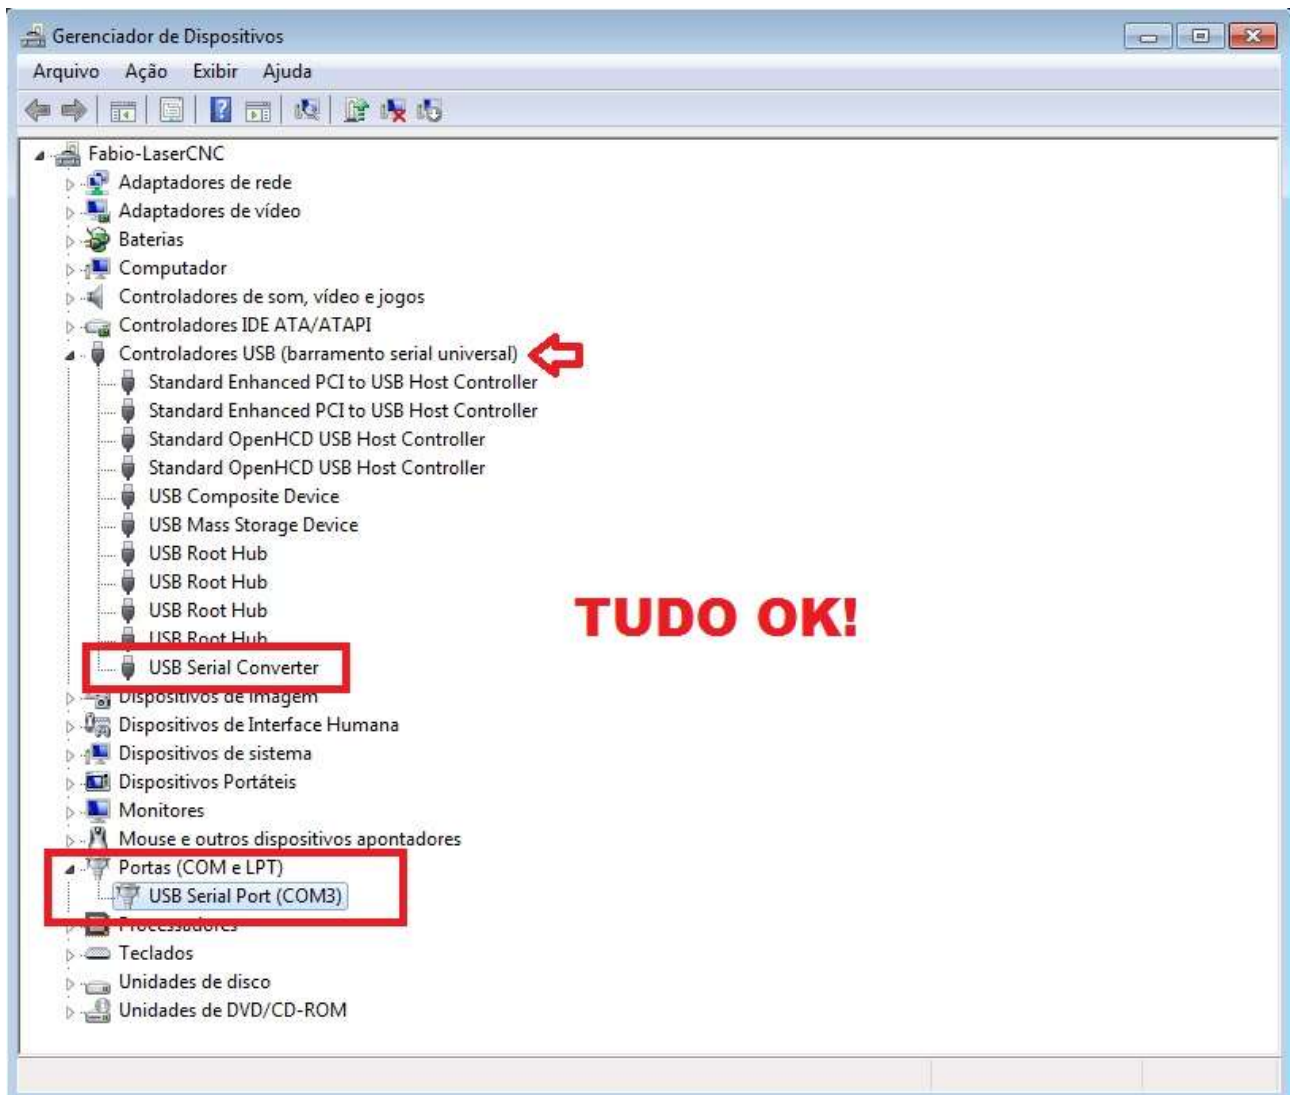 Gerenciador de Dispositivos
Arquivo Ação Exibir Ajuda
Fabio-LaserCNC
Adaptadores de rede
Adaptadores de vídeo
Baterias
Computador
Controladores de som, vídeo e jogos
Controladores IDE ATA/ATAPI
Controladores USB (barramento serial universal)
Standard Enhanced PCI to USB Host Controller
Standard Enhanced PCI to USB Host Controller
Standard OpenHCD USB Host Controller
Standard OpenHCD USB Host Controller
USB Composite Device
USB Mass Storage Device
USB Root Hub
USB Root Hub
USB Root Hub
USB Root Hub
TUDO OK!
USB Serial Converter
Dispositivos de imagem
Dispositivos de Interface Humana
Dispositivos de sistema
Dispositivos Portáteis
Monitores
Mouse e outros dispositivos apontadores
Portas (COM e LPT)
USB Serial Port (COM3)
Processadores
Teclados
Unidades de disco
Unidades de DVD/CD-ROM